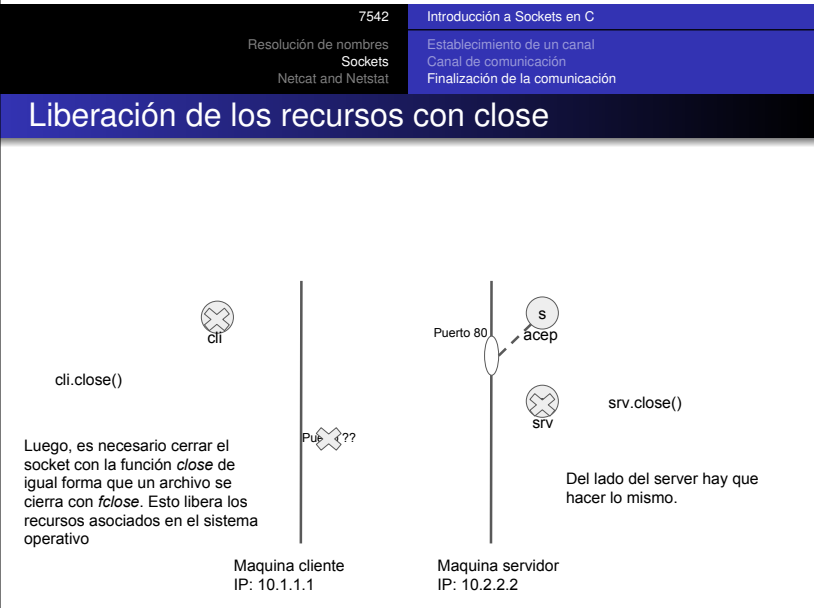 7542
Introducción a Sockets en C
Resolución de nombres
Sockets
Netcat and Netstat
Establecimiento de un canal
Canal de comunicación
Finalización de la comunicación
Liberación de los recursos con close
cli
cli.close()
Luego, es necesario cerrar el
socket con la función close de
igual forma que un archivo se
cierra con fclose. Esto libera los
recursos asociados en el sistema
operativo
??
Maquina cliente
IP: 10.1.1.1
Puerto 80
s
acep
srv
srv.close()
Del lado del server hay que
hacer lo mismo.
Maquina servidor
IP: 10.2.2.2